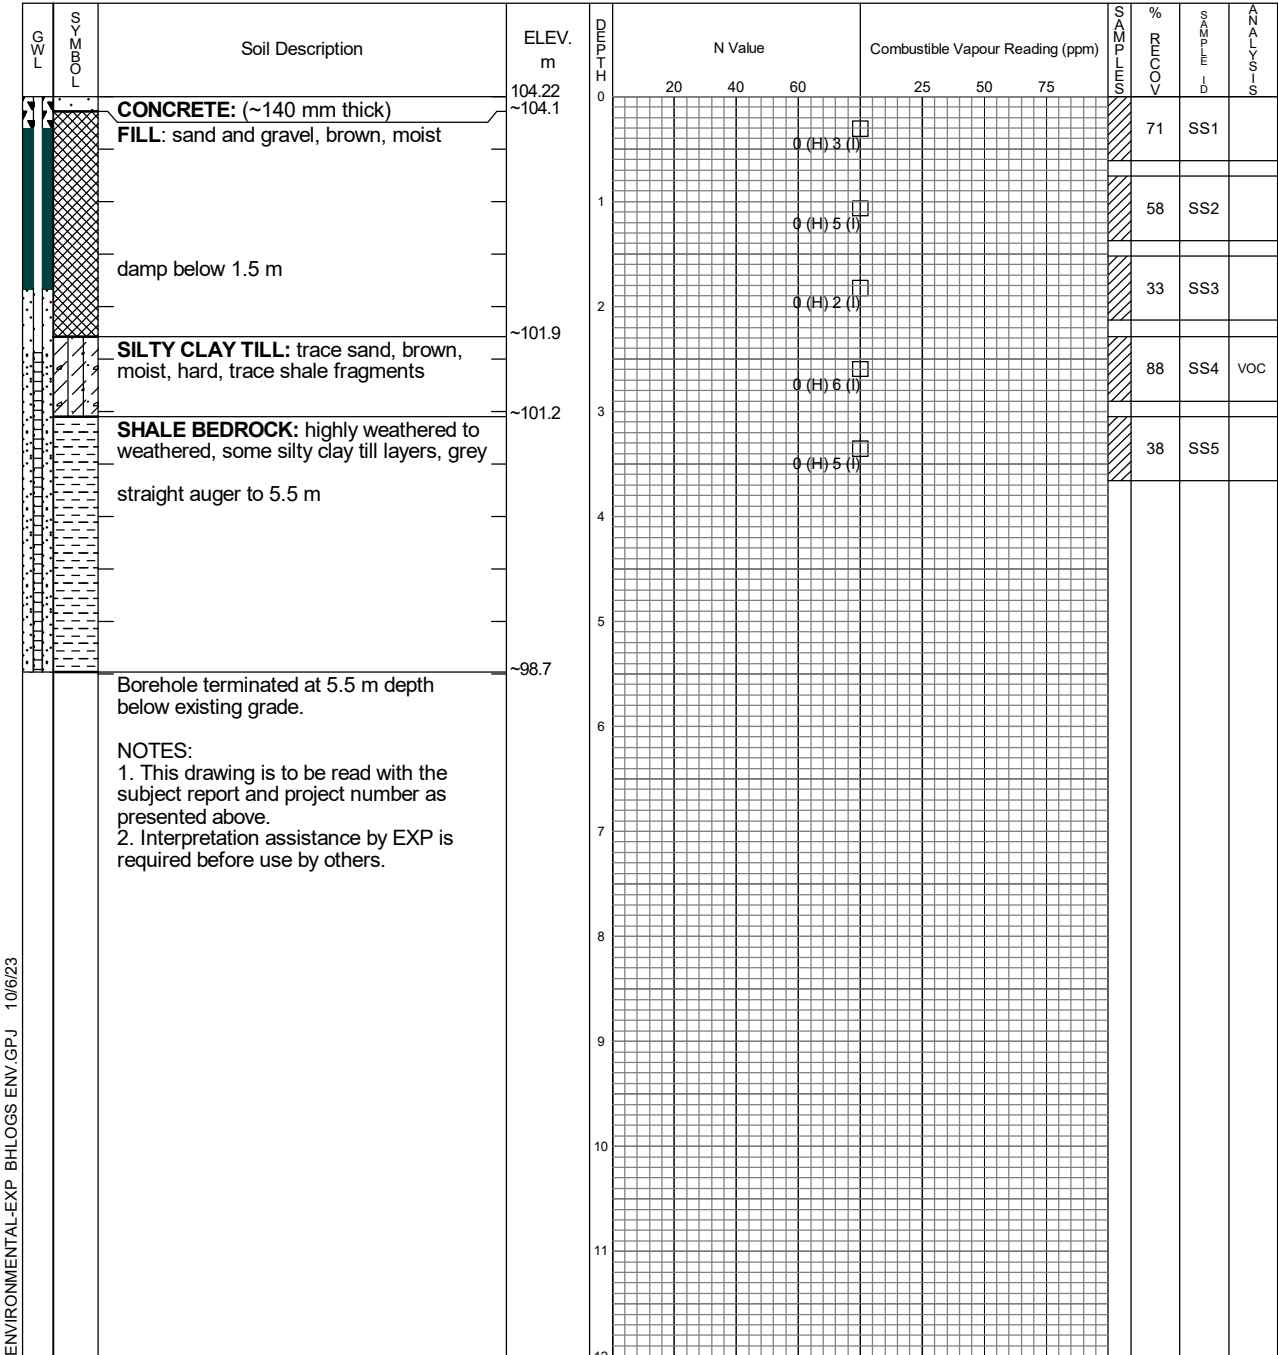 GWL
SYMBOL
Soil Description
ELEV.
m
DEPTH
N Value
Combustible Vapour Reading (ppm)
SAMPLES
% RECOV
SAMPLE ID
ANALYSIS
20 40 60 25 50 75
104.22
0
CONCRETE: (~140 mm thick)
~104.1
FILL: sand and gravel, brown, moist
0 (H) 3 (I)
71 SS1
1
0 (H) 5 (I)
58 SS2
damp below 1.5 m
0 (H) 2 (I)
33 SS3
2
~101.9
SILTY CLAY TILL: trace sand, brown,
moist, hard, trace shale fragments
0 (H) 6 (I)
88 SS4 VOC
~101.2
3
SHALE BEDROCK: highly weathered to
weathered, some silty clay till layers, grey
0 (H) 5 (I)
38 SS5
straight auger to 5.5 m
4
5
~98.7
Borehole terminated at 5.5 m depth
below existing grade.
6
NOTES:
1. This drawing is to be read with the
subject report and project number as
presented above.
2. Interpretation assistance by EXP is
required before use by others.
7
8
9
10
11
ENVIRONMENTAL-EXP BHLOGS ENV.GPJ 10/6/23